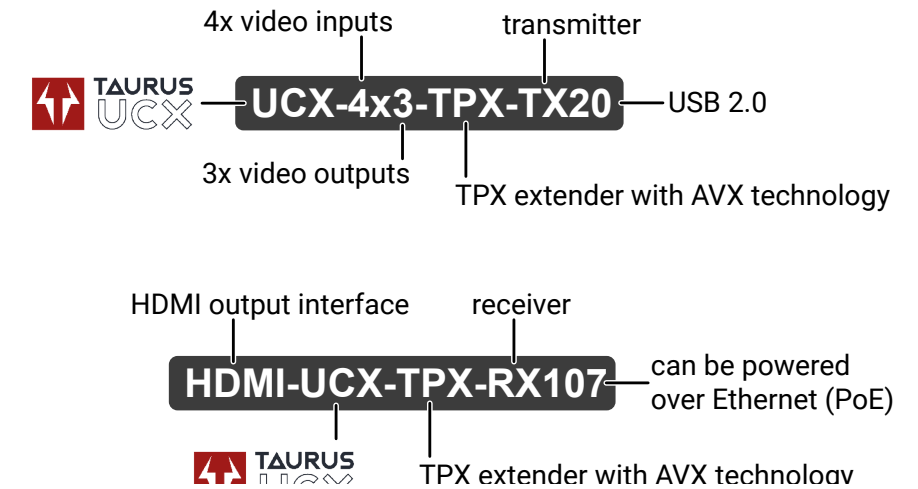 4x video inputs
transmitter
TAURUS
UCX
UCX-4x3-TPX-TX20
USB 2.0
3x video outputs
TPX extender with AVX technology
HDMI output interface
receiver
HDMI-UCX-TPX-RX107
can be powered
over Ethernet (PoE)
TAURUS
UCX
TPX extender with AVX technology